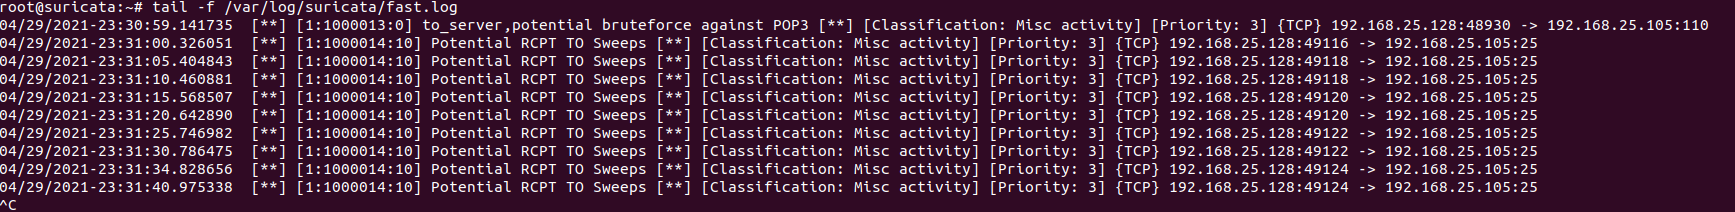 root@suricata:~# tail -f /var/log/suricata/fast.log
04/29/2021-23:30:59.141735  [**] [1:1000013:0] to_server,potential bruteforce against POP3 [**] [Classification: Misc activity] [Priority: 3] {TCP} 192.168.25.128:48930 -> 192.168.25.105:110
04/29/2021-23:31:00.326051  [**] [1:1000014:10] Potential RCPT TO Sweeps [**] [Classification: Misc activity] [Priority: 3] {TCP} 192.168.25.128:49116 -> 192.168.25.105:25
04/29/2021-23:31:05.404843  [**] [1:1000014:10] Potential RCPT TO Sweeps [**] [Classification: Misc activity] [Priority: 3] {TCP} 192.168.25.128:49118 -> 192.168.25.105:25
04/29/2021-23:31:10.460881  [**] [1:1000014:10] Potential RCPT TO Sweeps [**] [Classification: Misc activity] [Priority: 3] {TCP} 192.168.25.128:49118 -> 192.168.25.105:25
04/29/2021-23:31:15.568507  [**] [1:1000014:10] Potential RCPT TO Sweeps [**] [Classification: Misc activity] [Priority: 3] {TCP} 192.168.25.128:49120 -> 192.168.25.105:25
04/29/2021-23:31:20.642890  [**] [1:1000014:10] Potential RCPT TO Sweeps [**] [Classification: Misc activity] [Priority: 3] {TCP} 192.168.25.128:49120 -> 192.168.25.105:25
04/29/2021-23:31:25.746982  [**] [1:1000014:10] Potential RCPT TO Sweeps [**] [Classification: Misc activity] [Priority: 3] {TCP} 192.168.25.128:49122 -> 192.168.25.105:25
04/29/2021-23:31:30.786475  [**] [1:1000014:10] Potential RCPT TO Sweeps [**] [Classification: Misc activity] [Priority: 3] {TCP} 192.168.25.128:49122 -> 192.168.25.105:25
04/29/2021-23:31:34.828656  [**] [1:1000014:10] Potential RCPT TO Sweeps [**] [Classification: Misc activity] [Priority: 3] {TCP} 192.168.25.128:49124 -> 192.168.25.105:25
04/29/2021-23:31:40.975338  [**] [1:1000014:10] Potential RCPT TO Sweeps [**] [Classification: Misc activity] [Priority: 3] {TCP} 192.168.25.128:49124 -> 192.168.25.105:25
^C